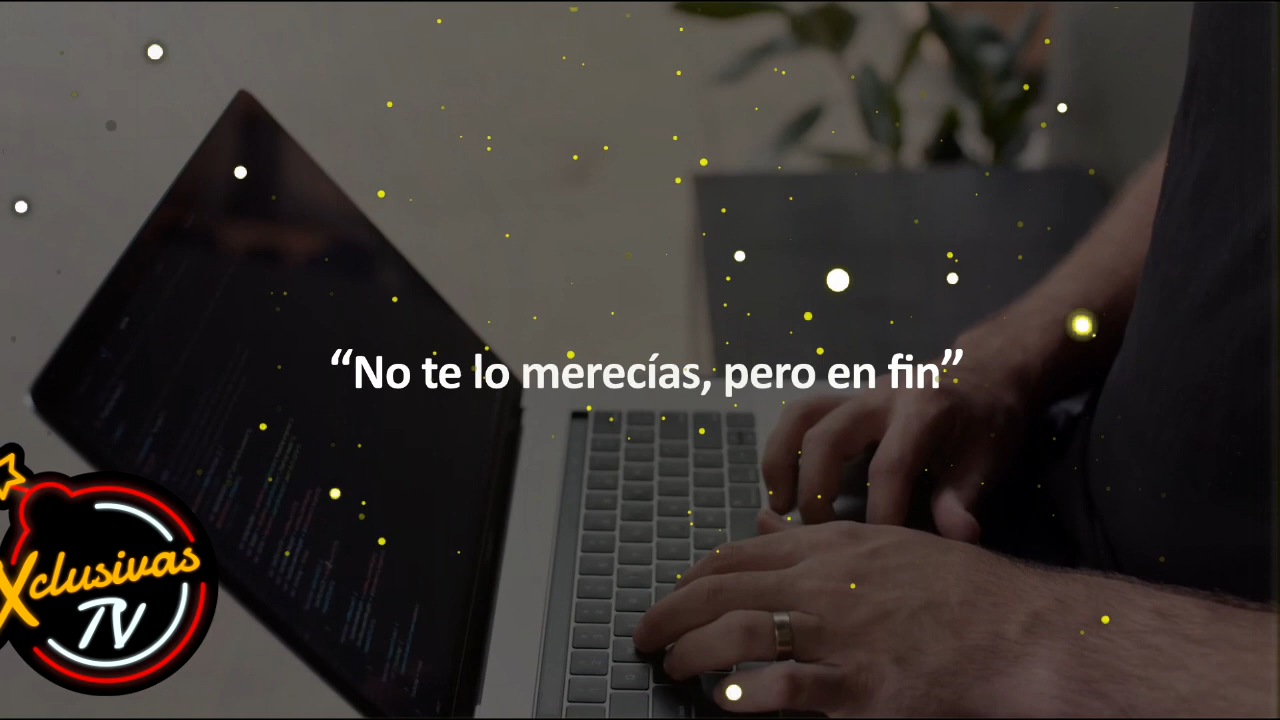 “No te lo merecías, pero en fin”
Xclusivas
TV